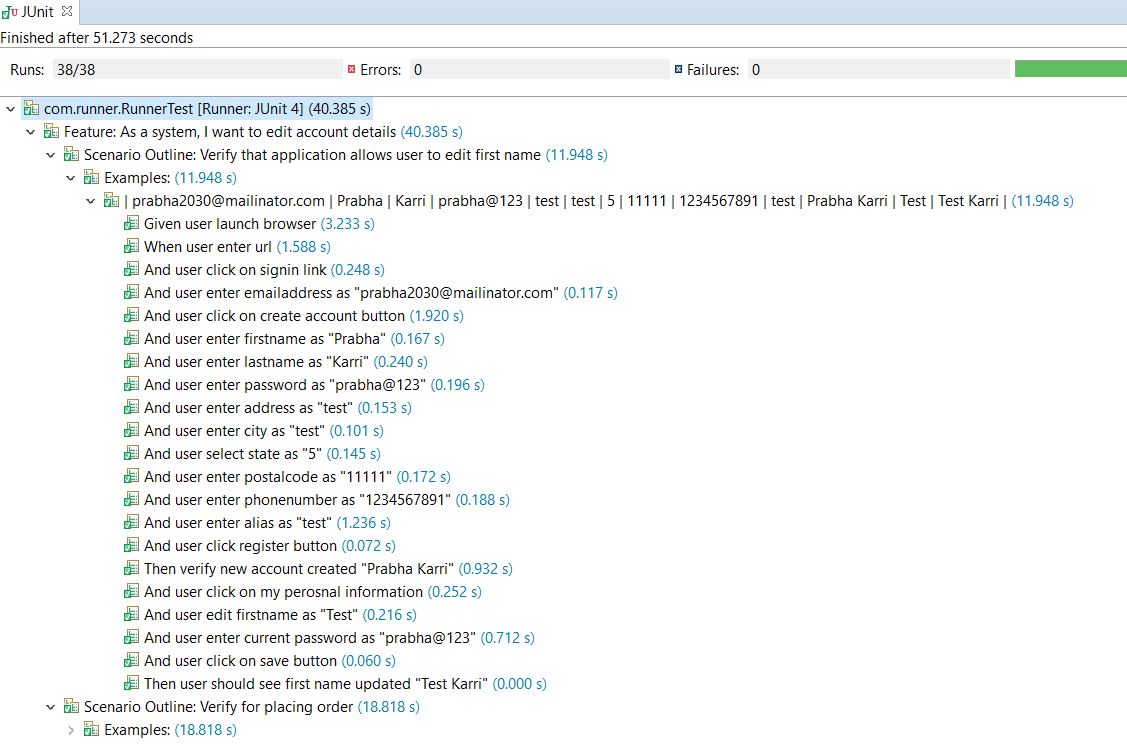 JUnit
Finished after 51.273 seconds
Runs: 38/38 Errors: 0 Failures: 0
com.runner.RunnerTest [Runner: JUnit 4] (40.385 s)
Feature: As a system, I want to edit account details (40.385 s)
Scenario Outline: Verify that application allows user to edit first name (11.948 s)
Examples: (11.948 s)
| prabha2030@mailinator.com | Prabha | Karri | prabha@123 | test | test | 5 | 11111 | 1234567891 | test | Prabha Karri | Test | Test Karri | (11.948 s)
Given user launch browser (3.233 s)
When user enter url (1.588 s)
And user click on signin link (0.248 s)
And user enter emailaddress as "prabha2030@mailinator.com" (0.117 s)
And user click on create account button (1.920 s)
And user enter firstname as "Prabha" (0.167 s)
And user enter lastname as "Karri" (0.240 s)
And user enter password as "prabha@123" (0.196 s)
And user enter address as "test" (0.153 s)
And user enter city as "test" (0.101 s)
And user select state as "5" (0.145 s)
And user enter postalcode as "11111" (0.172 s)
And user enter phonenumber as "1234567891" (0.188 s)
And user enter alias as "test" (1.236 s)
And user click register button (0.072 s)
Then verify new account created "Prabha Karri" (0.932 s)
And user click on my perosnal information (0.252 s)
And user edit firstname as "Test" (0.216 s)
And user enter current password as "prabha@123" (0.712 s)
And user click on save button (0.060 s)
Then user should see first name updated "Test Karri" (0.000 s)
Scenario Outline: Verify for placing order (18.818 s)
Examples: (18.818 s)